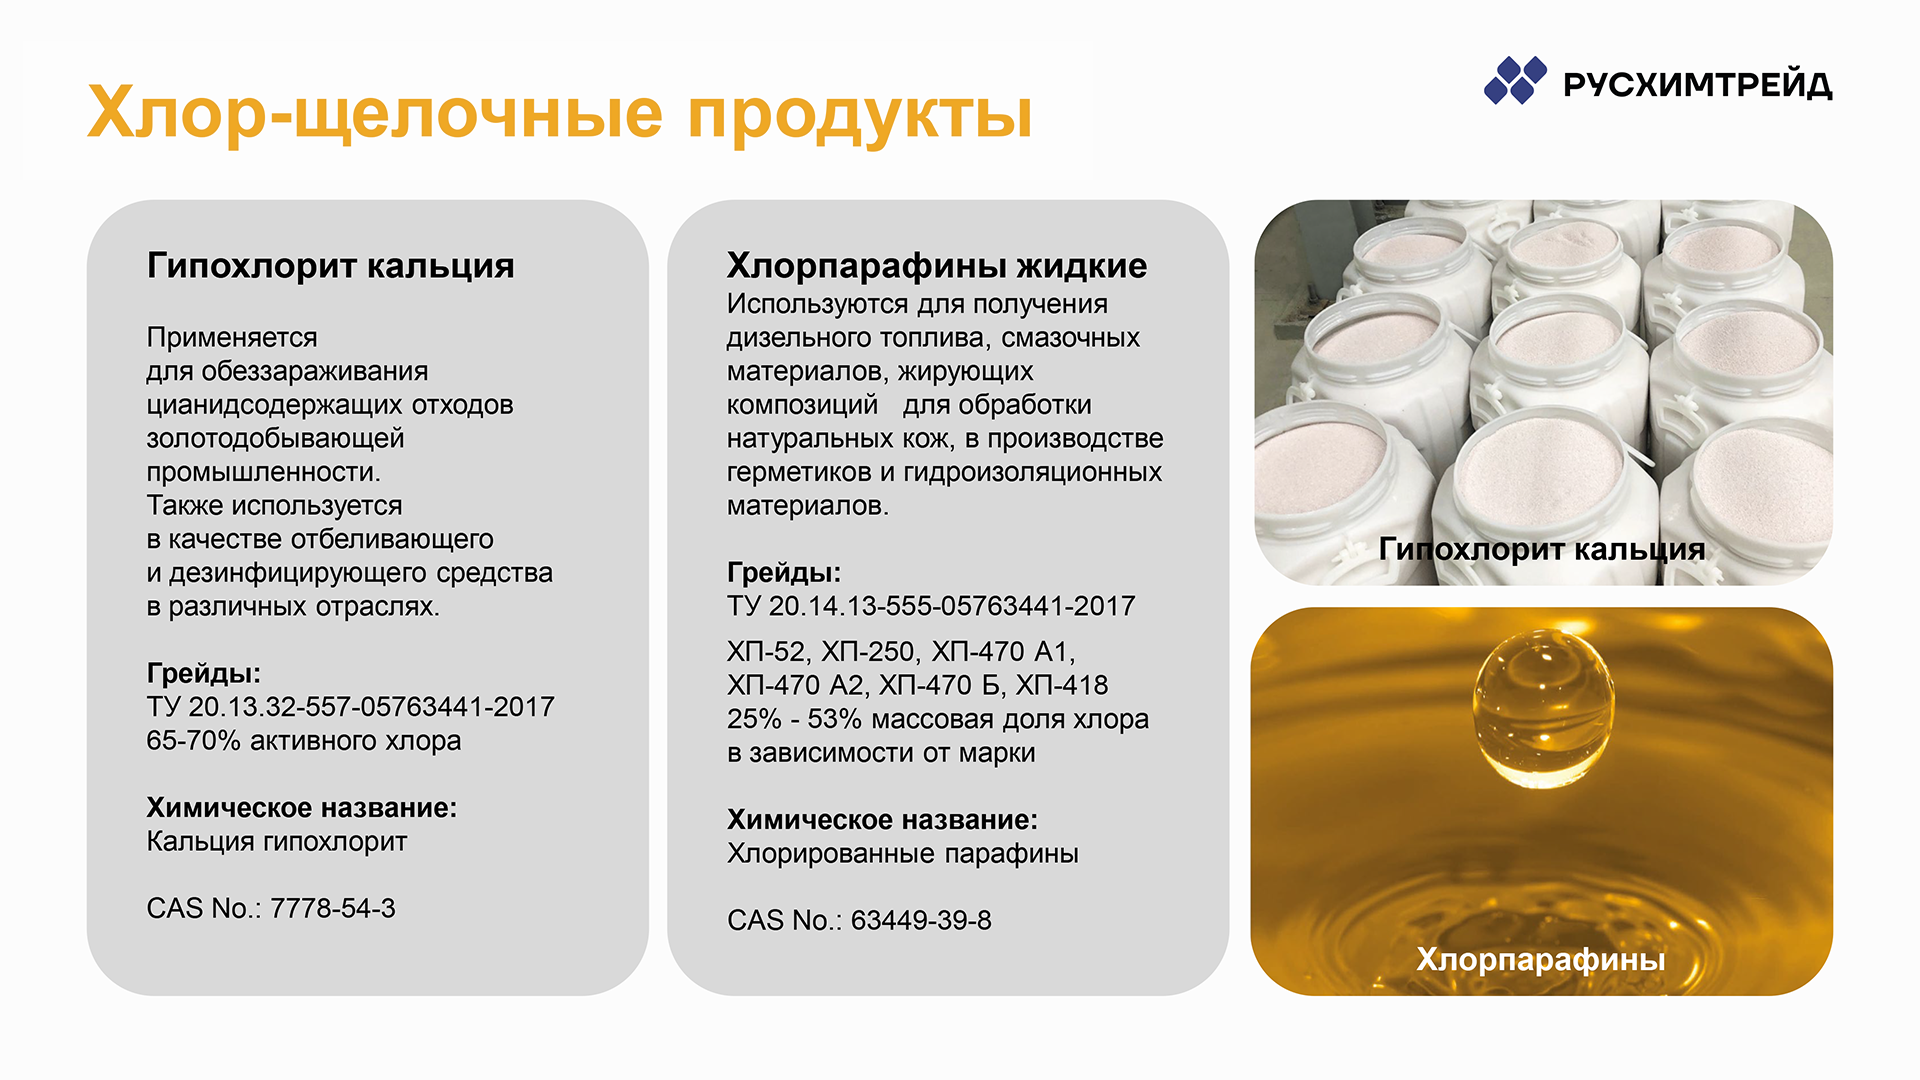 Хлор-щелочные продукты
РУСХИМТРЕЙД
Гипохлорит кальция
Применяется
для обеззараживания
цианидсодержащих отходов
золотодобывающей
промышленности.
Также используется
в качестве отбеливающего
и дезинфицирующего средства
в различных отраслях.
Грейды:
ТУ 20.13.32-557-05763441-2017
65-70% активного хлора
Химическое название:
Кальция гипохлорит
CAS No.: 7778-54-3
Хлорпарафины жидкие
Используются для получения
дизельного топлива, смазочных
материалов, жирующих
композиций для обработки
натуральных кож, в производстве
герметиков и гидроизоляционных
материалов.
Грейды:
ТУ 20.14.13-555-05763441-2017
ХП-52, ХП-250, ХП-470 А1,
ХП-470 А2, ХП-470 Б, ХП-418
25% - 53% массовая доля хлора
в зависимости от марки
Химическое название:
Хлорированные парафины
CAS No.: 63449-39-8
Гипохлорит кальция
Хлорпарафины